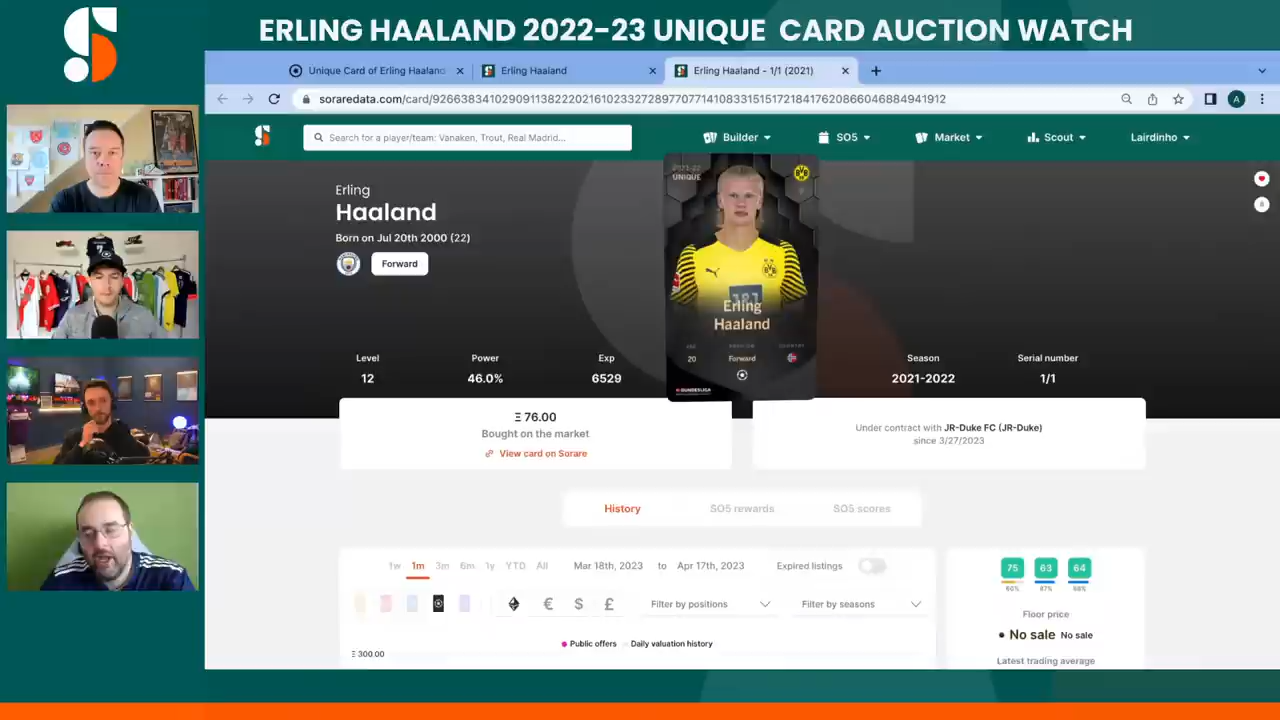 ERLING HAALAND 2022-23 UNIQUE CARD AUCTION WATCH
Unique Card of Erling Haaland
Erling Haaland
Erling Haaland - 1/1 (2021)
soraredata.com/card/92663834102909113822202161023327289770771410833151517218417620866046884941912
A
Search for a player/team: Vanaken, Trout, Real Madrid...
Builder
SO5
Market
Scout
Lairdinho
Erling
Haaland
Born on Jul 20th 2000 (22)
Forward
2021-22
UNIQUE
Erling
Haaland
AGE
COUNTRY
20
Forward
BUNDESLIGA
Level
Power
Exp
12
46.0%
6529
Season
Serial number
2021-2022
1/1
Ξ 76.00
Bought on the market
View card on Sorare
Under contract with JR-Duke FC (JR-Duke)
since 3/27/2023
History
SO5 rewards
SO5 scores
1w
1m
3m
6m
1y
YTD
All
Mar 18th, 2023
to
Apr 17th, 2023
Expired listings
€
$
£
Filter by positions
Filter by seasons
Public offers
Daily valuation history
Ξ 300.00
75
63
64
60%
87%
88%
Floor price
No sale No sale
Latest trading average